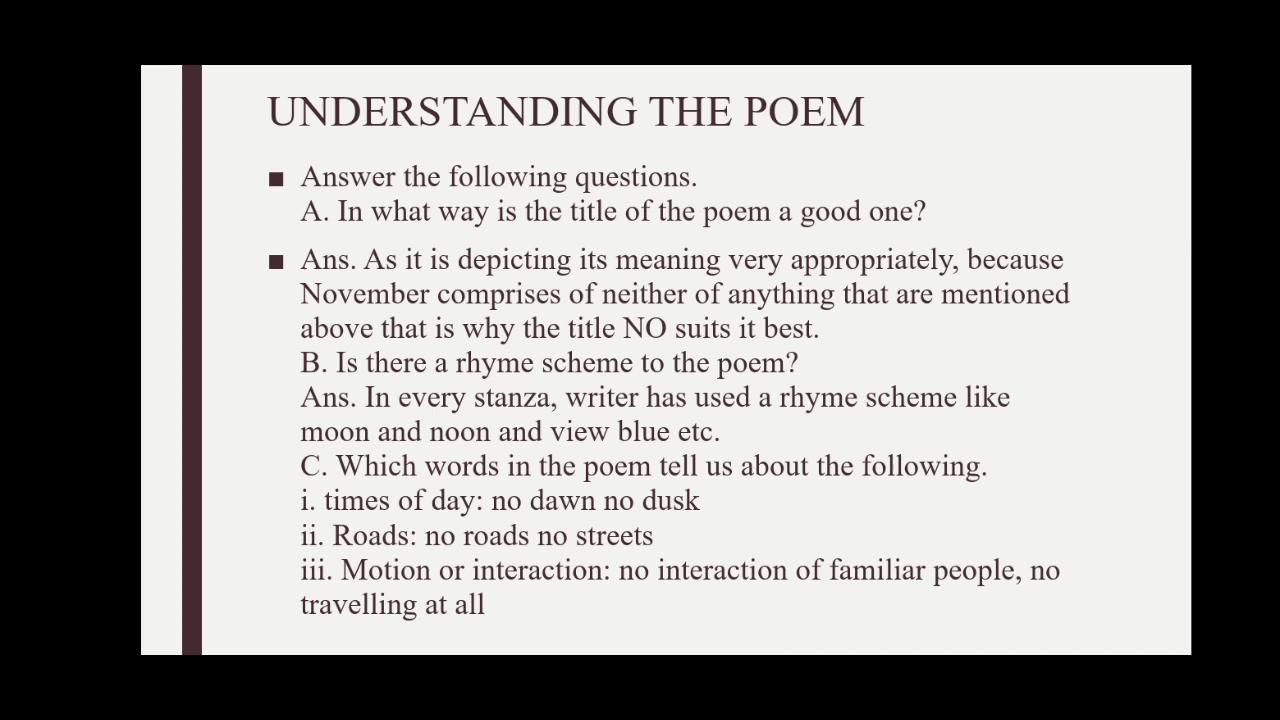 UNDERSTANDING THE POEM
■ Answer the following questions.
A. In what way is the title of the poem a good one?
■ Ans. As it is depicting its meaning very appropriately, because
November comprises of neither of anything that are mentioned
above that is why the title NO suits it best.
B. Is there a rhyme scheme to the poem?
Ans. In every stanza, writer has used a rhyme scheme like
moon and noon and view blue etc.
C. Which words in the poem tell us about the following.
i. times of day: no dawn no dusk
ii. Roads: no roads no streets
iii. Motion or interaction: no interaction of familiar people, no
travelling at all